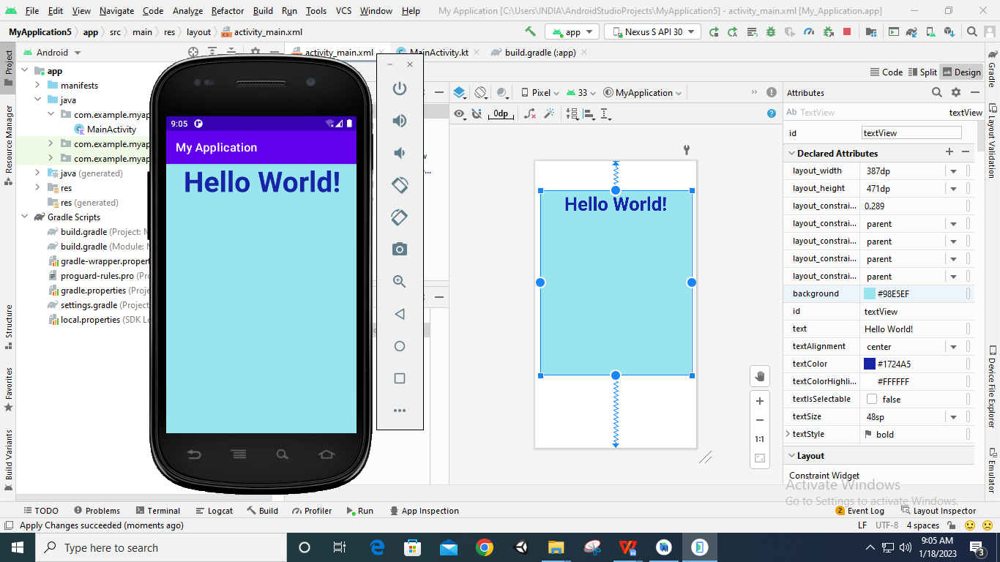 File Edit View Navigate Code Analyze Refactor Build Run Tools VCS Window Help My Application [C:\Users\INDIA\AndroidStudioProjects\MyApplication5] - activity_main.xml [My_Application.app]
MyApplication5 app src main res layout activity_main.xml app Nexus S API 30
Android activity_main.xml MainActivity.kt build.gradle (:app)
Code Split Design
Project
Resource Manager
Structure
Favorites
Build Variants
app
manifests
java
com.example.myap
MainActivity
com.example.myap
com.example.myap
java (generated)
res
res (generated)
Gradle Scripts
build.gradle (Project: M
build.gradle (Module: M
gradle-wrapper.propert
proguard-rules.pro (Pro
gradle.properties (Proje
settings.gradle (Project
local.properties (SDK Lo
9:05
My Application
Hello World!
Pixel 33 MyApplication
0dp
Hello World!
1:1
Attributes
Ab TextView textView
id textView
Declared Attributes
layout_width 387dp
layout_height 471dp
layout_constrai... 0.289
layout_constrai... parent
layout_constrai... parent
layout_constrai... parent
layout_constrai... parent
background #98E5EF
id textView
text Hello World!
textAlignment center
textColor #1724A5
textColorHighli... #FFFFFF
textIsSelectable false
textSize 48sp
textStyle bold
Layout
Constraint Widget
Activate Windows
Go to Settings to activate Windows.
Gradle
Layout Validation
Device File Explorer
Emulator
TODO Problems Terminal Logcat Build Profiler Run App Inspection 2 Event Log Layout Inspector
Apply Changes succeeded (moments ago) LF UTF-8 4 spaces
Type here to search
9:05 AM
1/18/2023
3